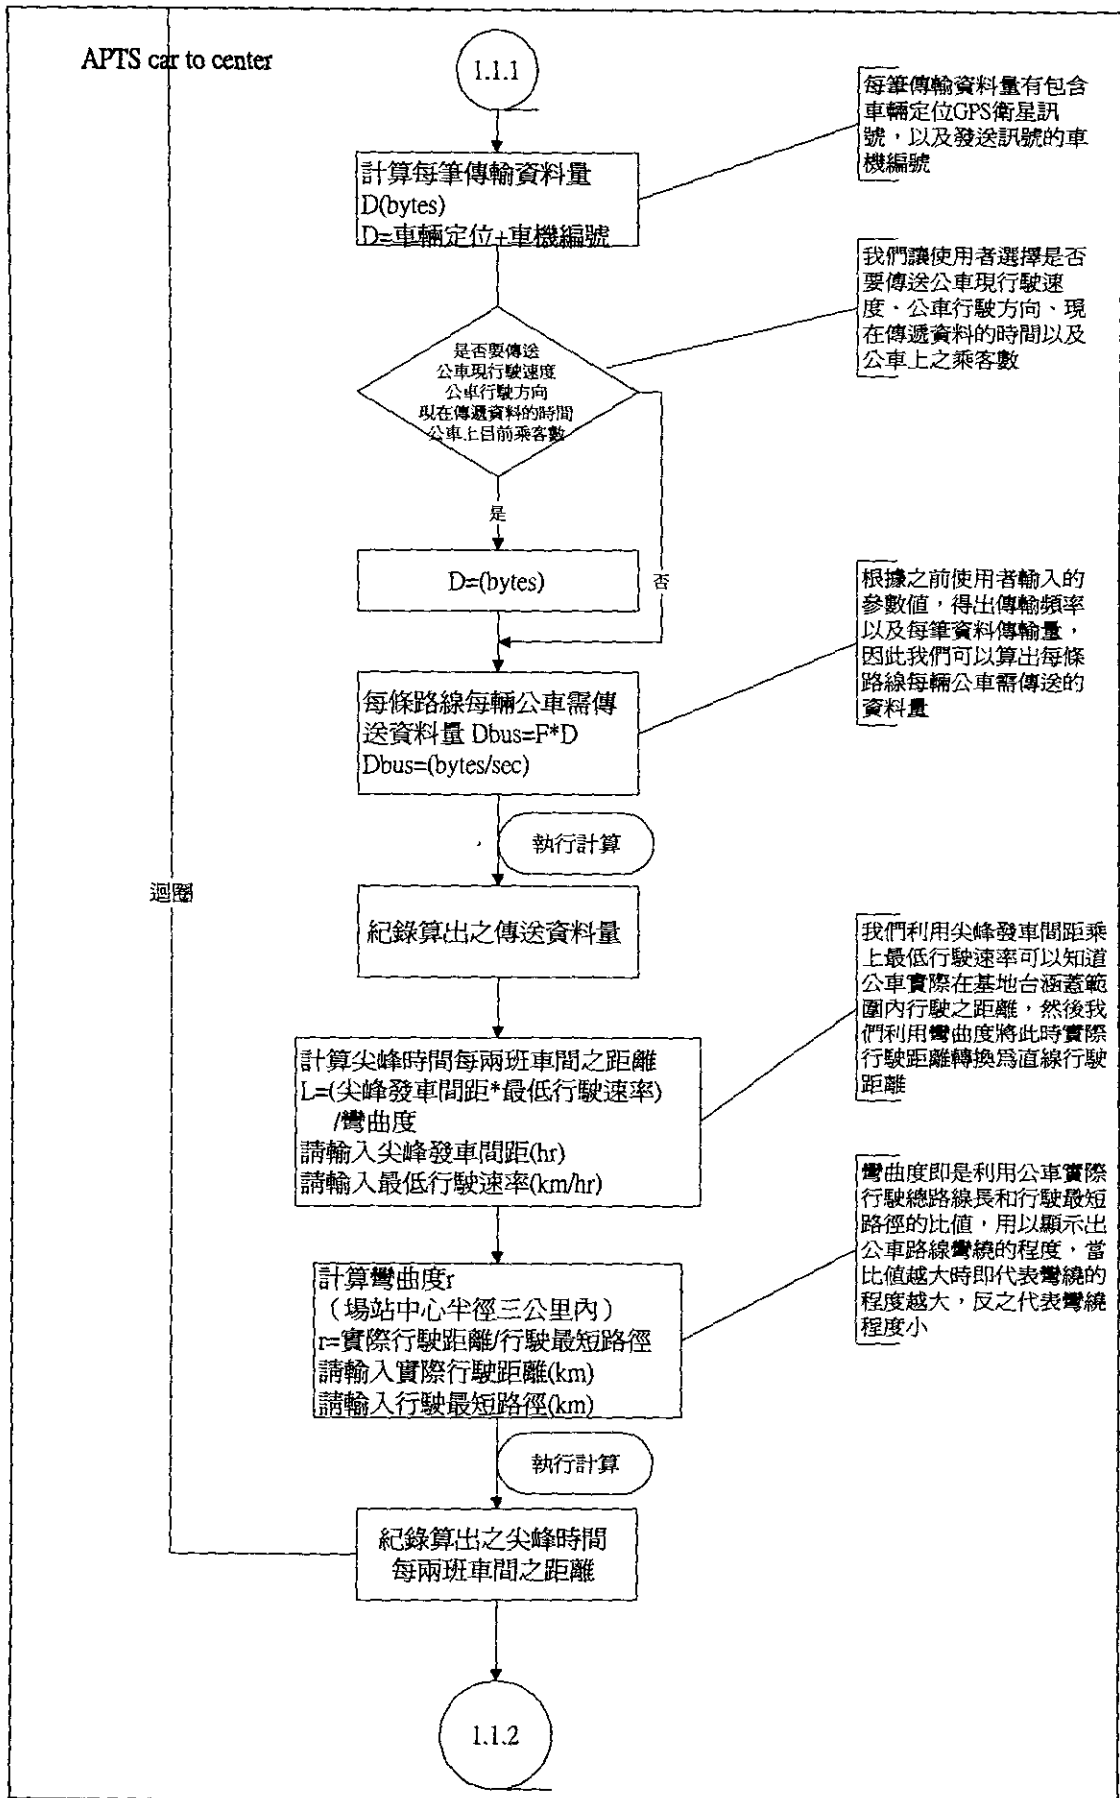 APTS car to center
1.1.1
每筆傳輸資料量有包含
車輛定位GPS衛星訊
號，以及發送訊號的車
機編號
計算每筆傳輸資料量
D(bytes)
D=車輛定位+車機編號
我們讓使用者選擇是否
要傳送公車現行駛速
度、公車行駛方向、現
在傳遞資料的時間以及
公車上之乘客數
是否要傳送
公車現行駛速度
公車行駛方向
現在傳遞資料的時間
公車上目前乘客數
是
否
D=(bytes)
根據之前使用者輸入的
參數值，得出傳輸頻率
以及每筆資料傳輸量，
因此我們可以算出每條
路線每輛公車需傳送的
資料量
每條路線每輛公車需傳
送資料量 Dbus=F*D
Dbus=(bytes/sec)
執行計算
迴圈
紀錄算出之傳送資料量
我們利用尖峰發車間距乘
上最低行駛速率可以知道
公車實際在基地台涵蓋範
圍內行駛之距離，然後我
們利用彎曲度將此時實際
行駛距離轉換為直線行駛
距離
計算尖峰時間每兩班車間之距離
L=(尖峰發車間距*最低行駛速率)
/彎曲度
請輸入尖峰發車間距(hr)
請輸入最低行駛速率(km/hr)
彎曲度即是利用公車實際
行駛總路線長和行駛最短
路徑的比值，用以顯示出
公車路線彎繞的程度，當
比值越大時即代表彎繞的
程度越大，反之代表彎繞
程度小
計算彎曲度r
（場站中心半徑三公里內）
r=實際行駛距離/行駛最短路徑
請輸入實際行駛距離(km)
請輸入行駛最短路徑(km)
執行計算
紀錄算出之尖峰時間
每兩班車間之距離
1.1.2